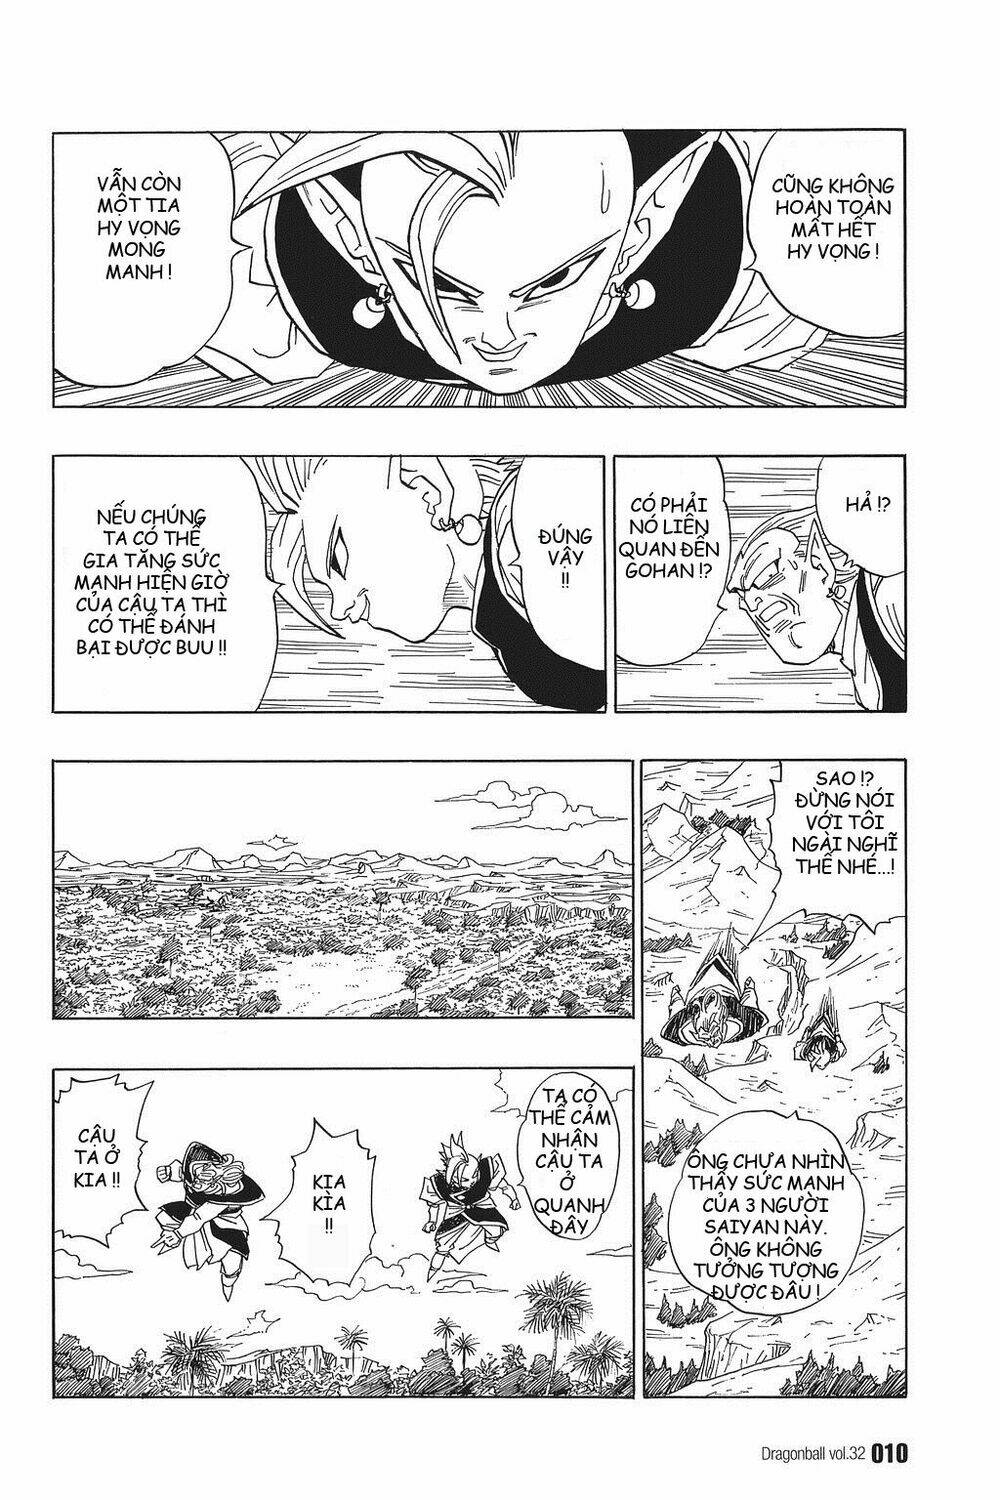 CŨNG KHÔNG
HOÀN TOÀN
MẤT HẾT
HY VỌNG !
VẪN CÒN
MỘT TIA
HY VỌNG
MONG
MANH !
HẢ !?
CÓ PHẢI
NÓ LIÊN
QUAN ĐẾN
GOHAN !?
ĐÚNG
VẬY
!!
NẾU CHÚNG
TA CÓ THỂ
GIA TĂNG SỨC
MẠNH HIỆN GIỜ
CỦA CẬU TA THÌ
CÓ THỂ ĐÁNH
BẠI ĐƯỢC BUU !!
SAO !?
ĐỪNG NÓI
VỚI TÔI
NGÀI NGHĨ
THẾ NHÉ...!
ÔNG CHƯA NHÌN
THẤY SỨC MẠNH
CỦA 3 NGƯỜI
SAIYAN NÀY.
ÔNG KHÔNG
TƯỞNG TƯỢNG
ĐƯỢC ĐÂU !
TA CÓ
THỂ CẢM
NHẬN
CẬU TA
Ở
QUANH
ĐÂY
KIA
KÌA
!!
CẬU
TA Ở
KIA !!
Dragonball vol.32 010